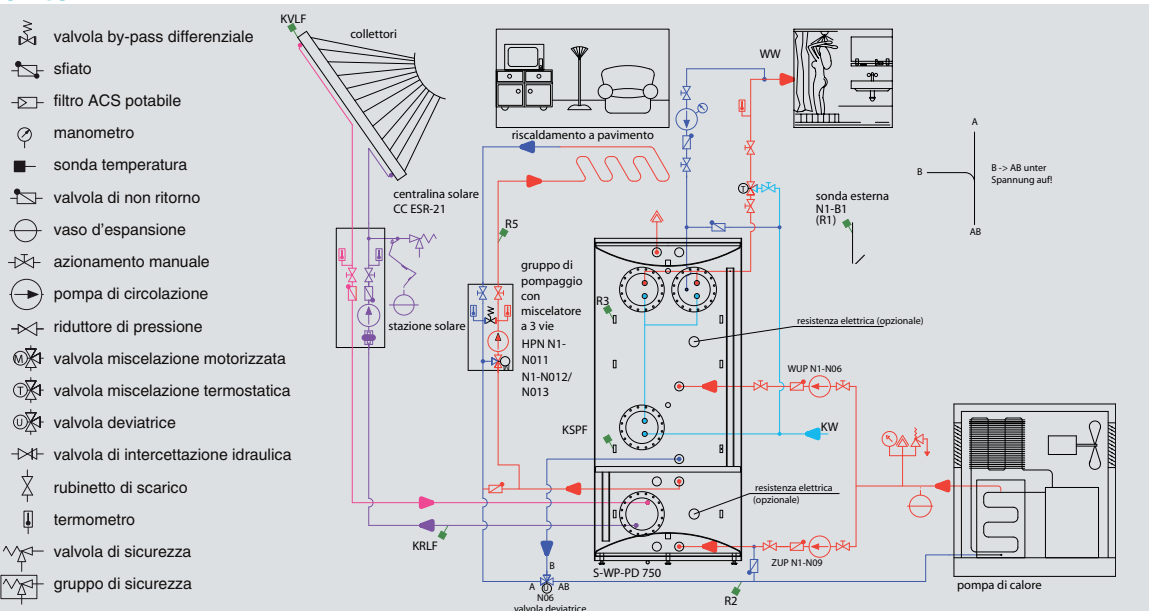 valvola by-pass differenziale
sfiato
filtro ACS potabile
manometro
sonda temperatura
valvola di non ritorno
vaso d'espansione
azionamento manuale
pompa di circolazione
riduttore di pressione
M valvola miscelazione motorizzata
T valvola miscelazione termostatica
U valvola deviatrice
valvola di intercettazione idraulica
rubinetto di scarico
termometro
valvola di sicurezza
gruppo di sicurezza
KVLF
collettori
riscaldamento a pavimento
WW
centralina solare
CC ESR-21
R5
stazione solare
gruppo di
pompaggio
con
miscelatore
a 3 vie
HPN N1-
N011
N1-N012/
N013
T
sonda esterna
N1-B1
(R1)
A
B
B -> AB unter
Spannung auf!
AB
R3
resistenza elettrica (opzionale)
WUP N1-N06
KSPF
KW
resistenza elettrica
(opzionale)
KRLF
ZUP N1-N09
S-WP-PD 750
B
A
AB
U
N06
valvola deviatrice
R2
pompa di calore